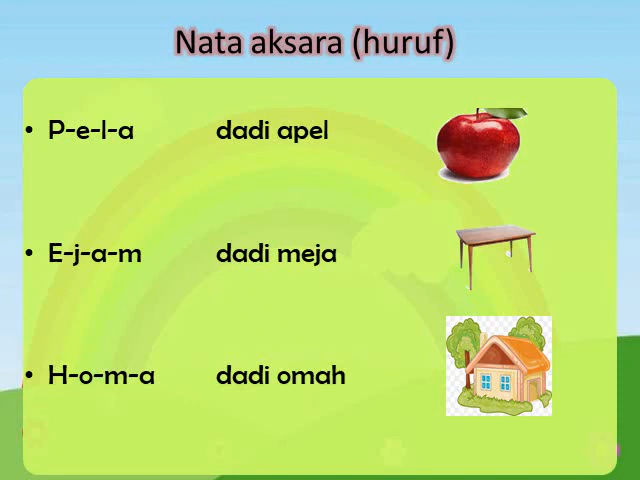 Nata aksara (huruf)
• P-e-l-a dadi apel
• E-j-a-m dadi meja
• H-o-m-a dadi omah